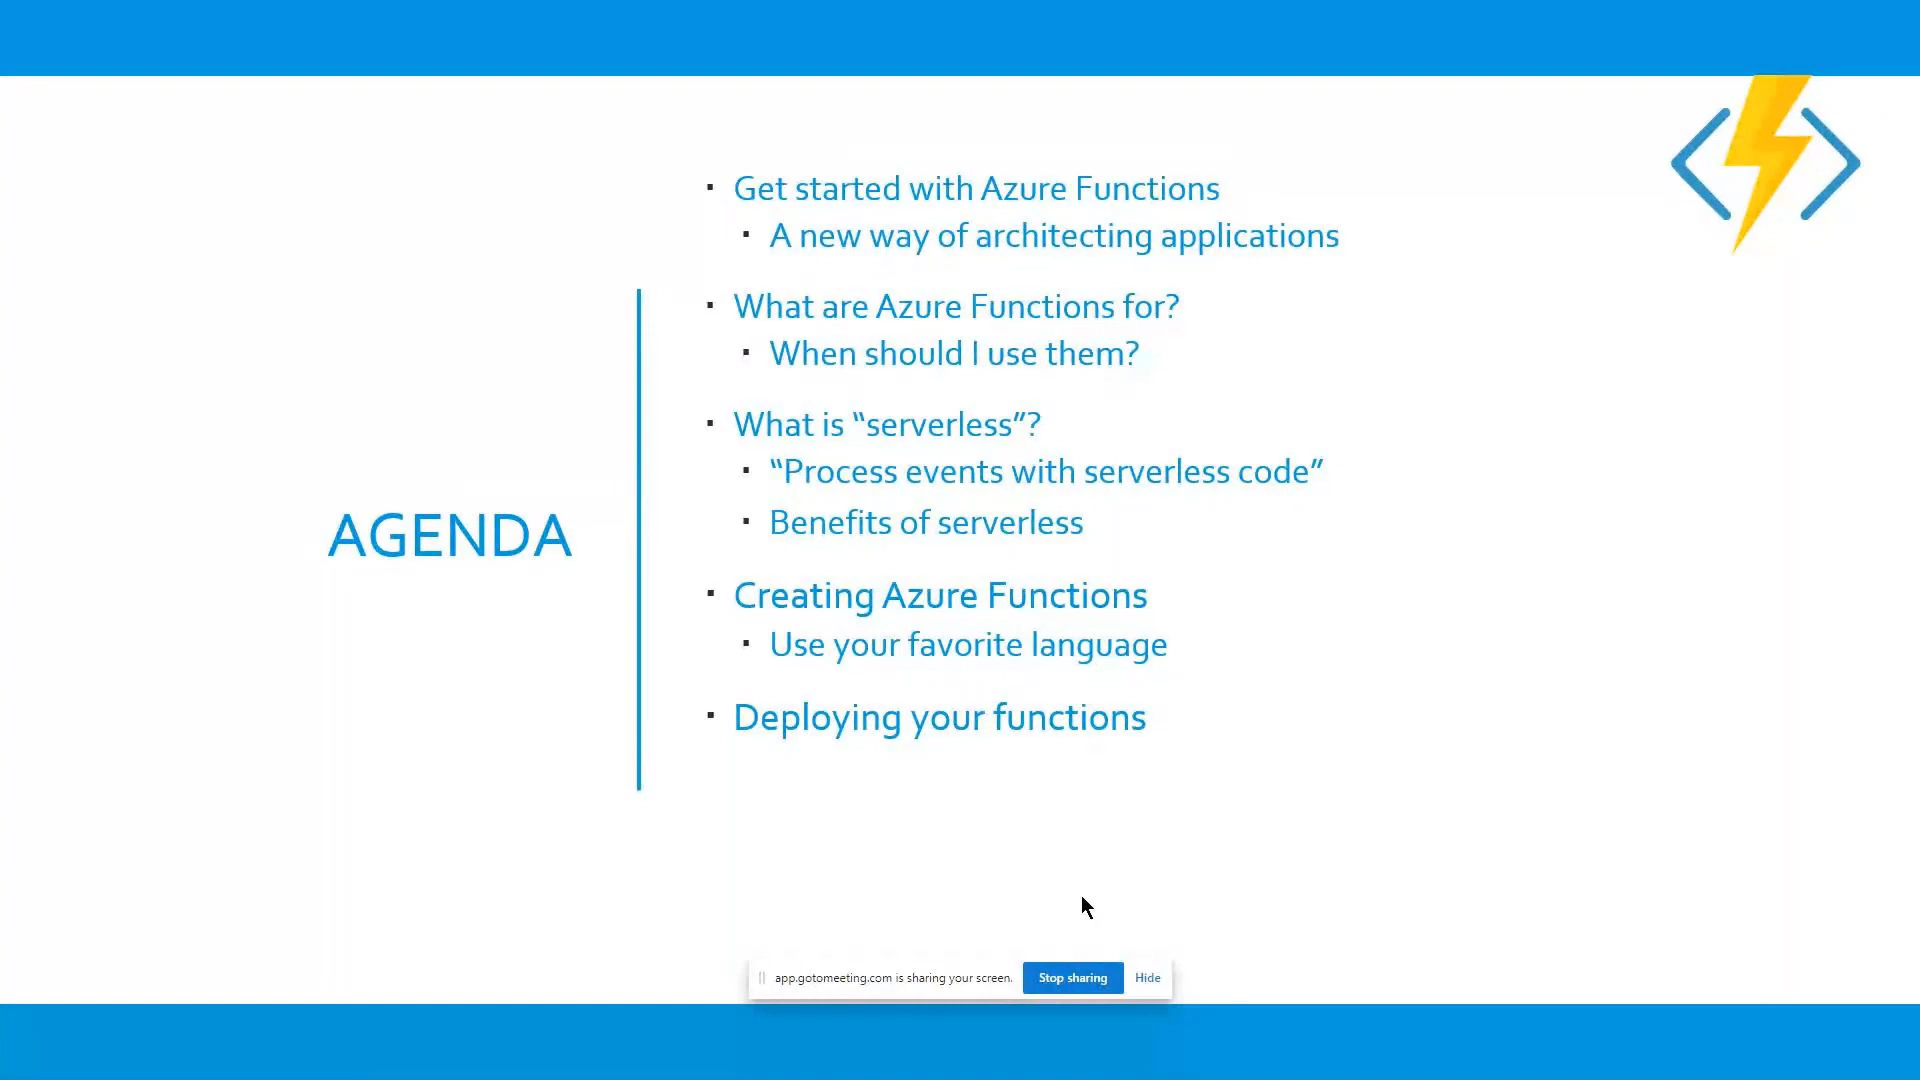 AGENDA
Get started with Azure Functions
A new way of architecting applications
What are Azure Functions for?
When should I use them?
What is “serverless”?
“Process events with serverless code”
Benefits of serverless
Creating Azure Functions
Use your favorite language
Deploying your functions
app.gotomeeting.com is sharing your screen. Stop sharing Hide